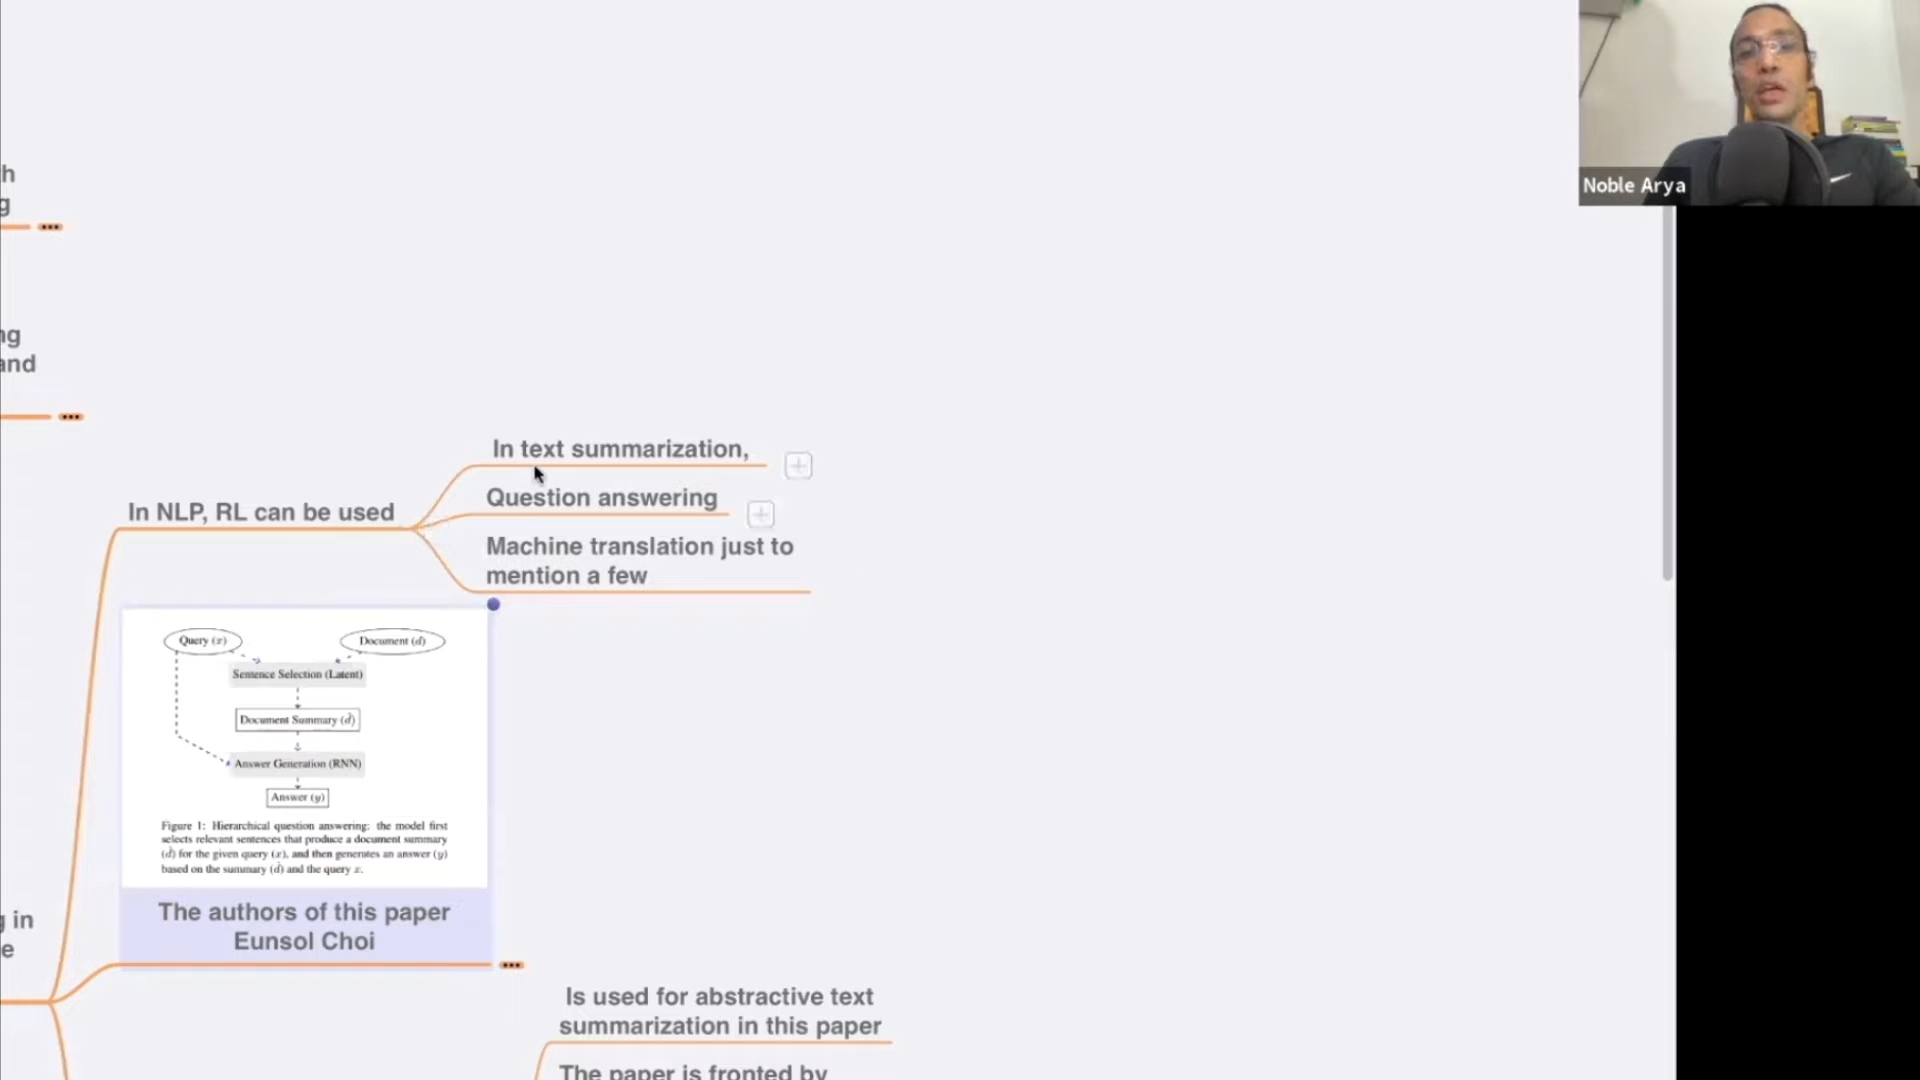 h
g
Noble Arya
ng
and
In text summarization,
Question answering
In NLP, RL can be used
Machine translation just to
mention a few
Query (x)
Document (d)
Sentence Selection (Latent)
Document Summary (d̂)
Answer Generation (RNN)
Answer (y)
Figure 1: Hierarchical question answering: the model first
selects relevant sentences that produce a document summary
(d̂) for the given query (x), and then generates an answer (y)
based on the summary (d̂) and the query x.
The authors of this paper
Eunsol Choi
g in
e
Is used for abstractive text
summarization in this paper
The paper is fronted by